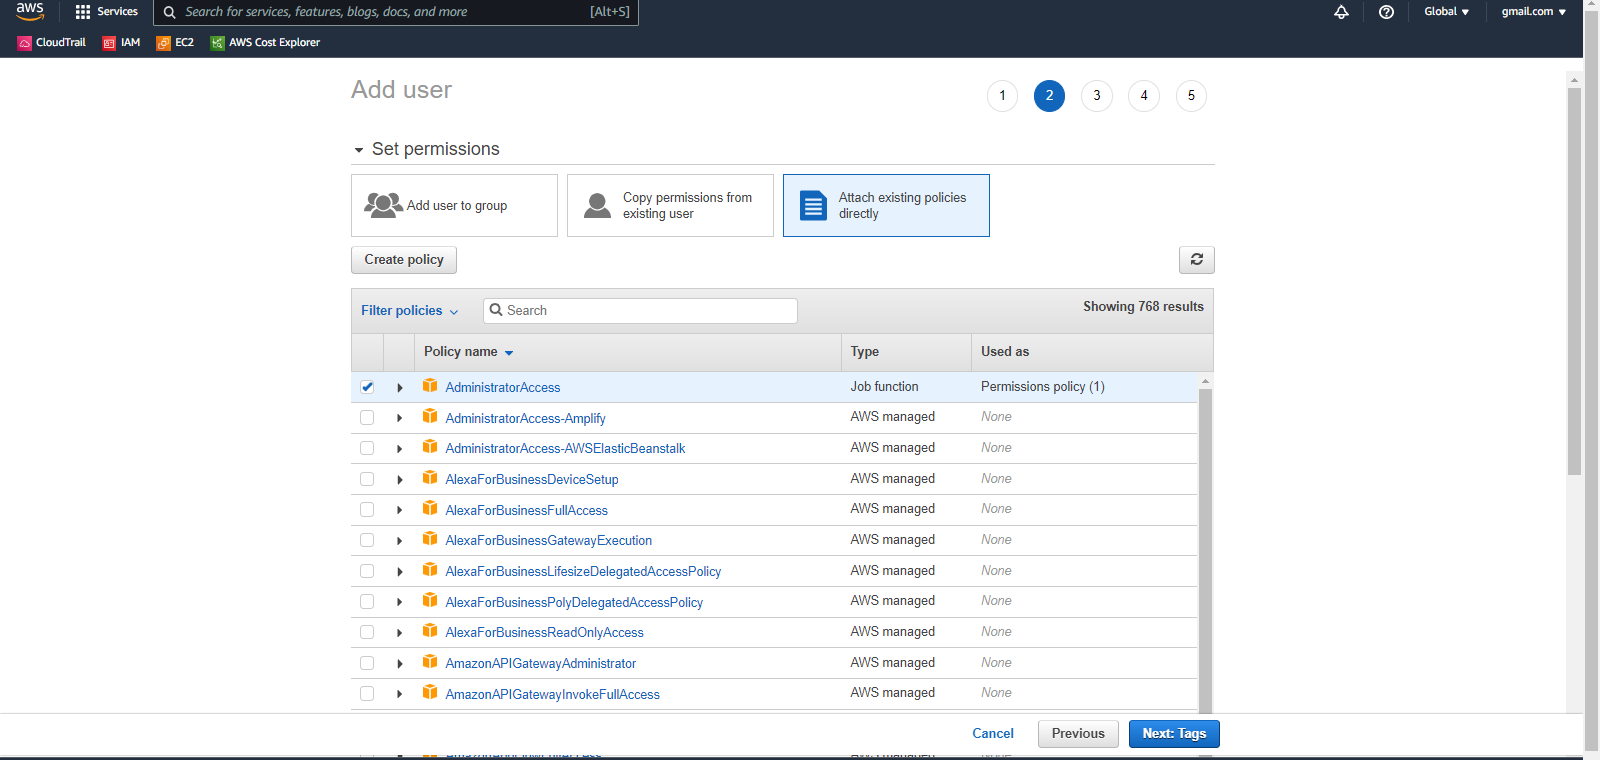 aws
Services
Search for services, features, blogs, docs, and more
[Alt+S]
Global
gmail.com
CloudTrail
IAM
EC2
AWS Cost Explorer
Add user
1 2 3 4 5
Set permissions
Add user to group
Copy permissions from
existing user
Attach existing policies
directly
Create policy
Filter policies
Search
Showing 768 results
Policy name Type Used as
AdministratorAccess Job function Permissions policy (1)
AdministratorAccess-Amplify AWS managed None
AdministratorAccess-AWSElasticBeanstalk AWS managed None
AlexaForBusinessDeviceSetup AWS managed None
AlexaForBusinessFullAccess AWS managed None
AlexaForBusinessGatewayExecution AWS managed None
AlexaForBusinessLifesizeDelegatedAccessPolicy AWS managed None
AlexaForBusinessPolyDelegatedAccessPolicy AWS managed None
AlexaForBusinessReadOnlyAccess AWS managed None
AmazonAPIGatewayAdministrator AWS managed None
AmazonAPIGatewayInvokeFullAccess AWS managed None
Cancel Previous Next: Tags